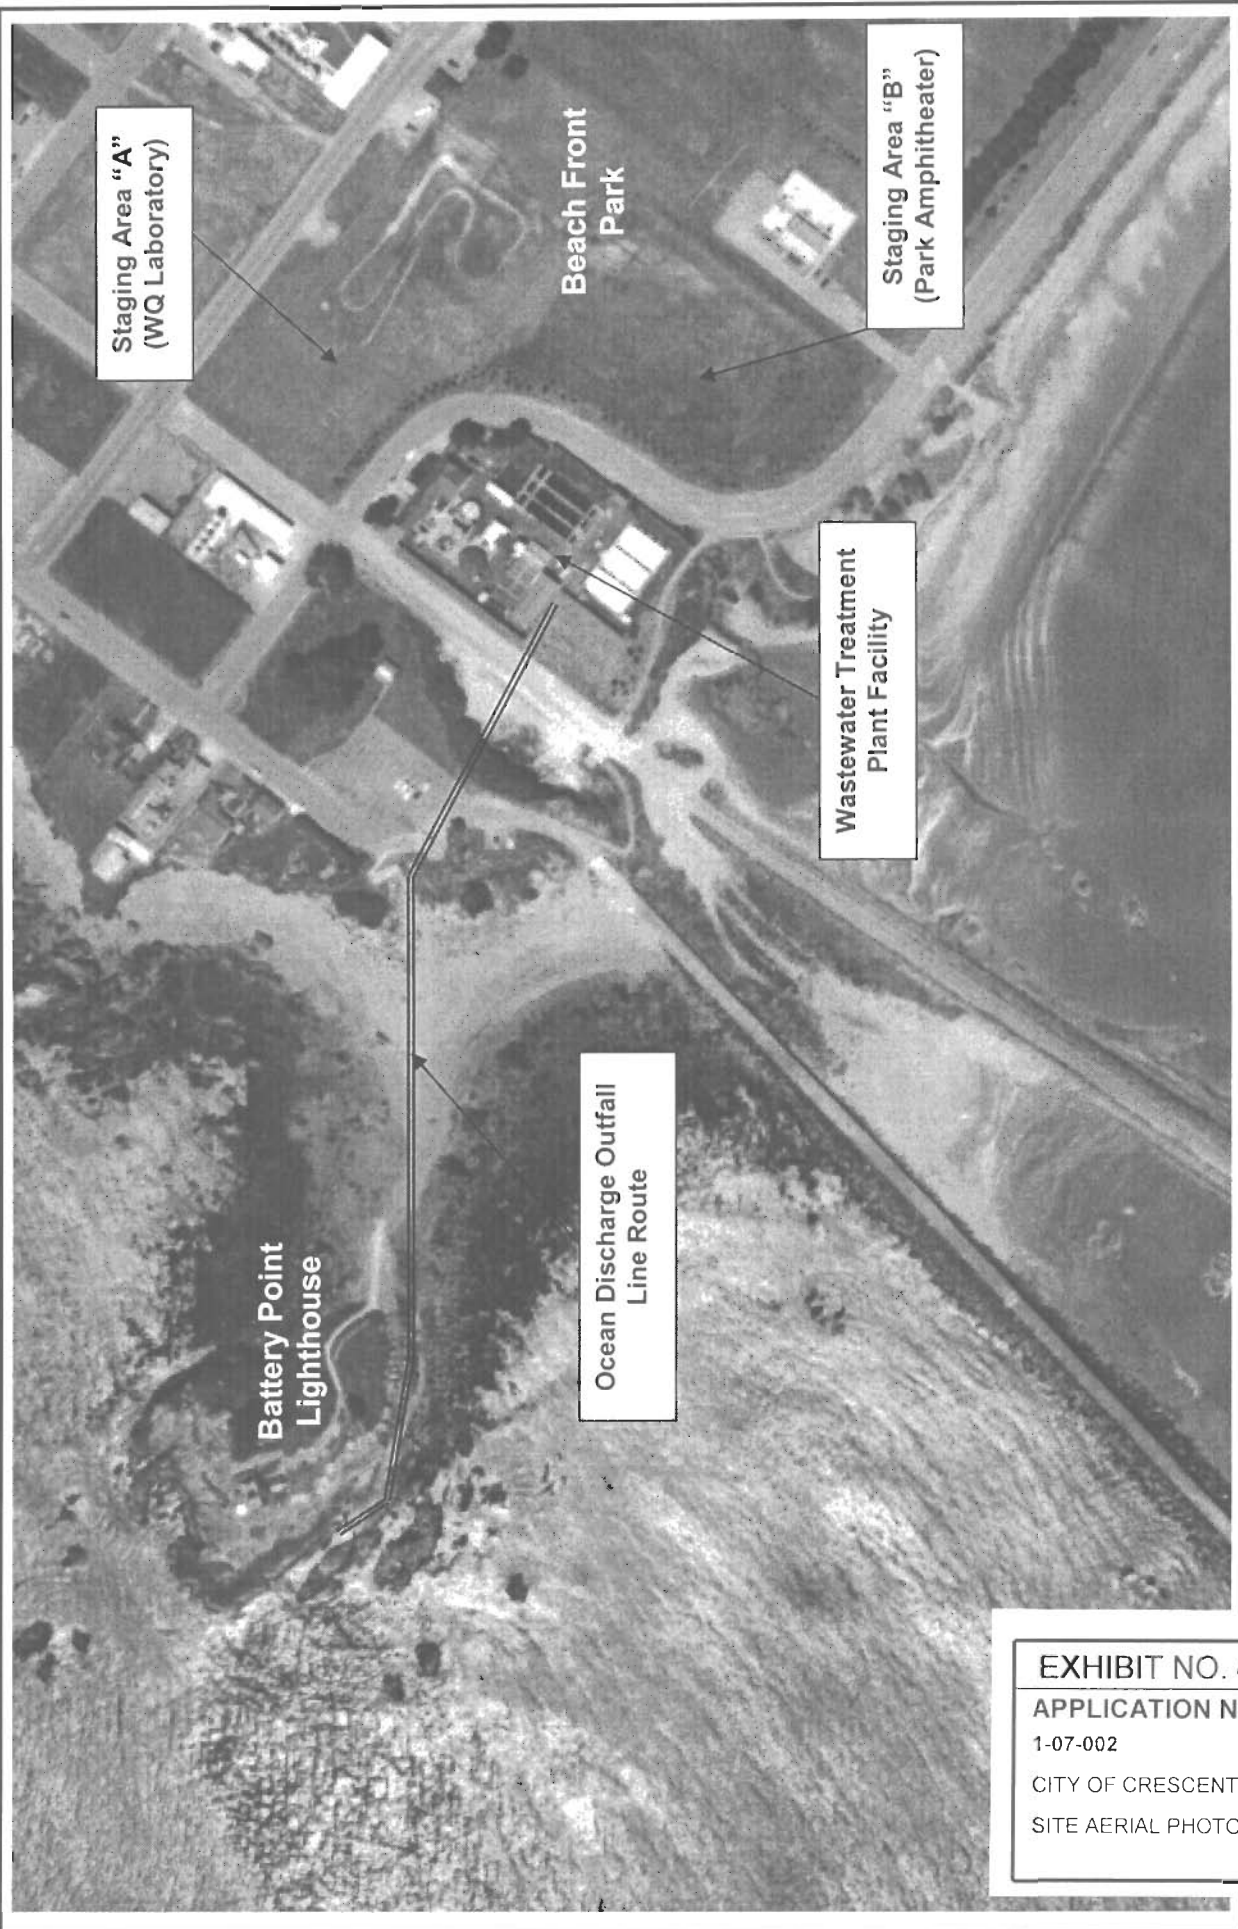 Staging Area “A”
(WQ Laboratory)
Beach Front
Park
Staging Area “B”
(Park Amphitheater)
Wastewater Treatment
Plant Facility
Ocean Discharge Outfall
Line Route
Battery Point
Lighthouse
EXHIBIT NO.
APPLICATION N
1-07-002
CITY OF CRESCENT
SITE AERIAL PHOTO